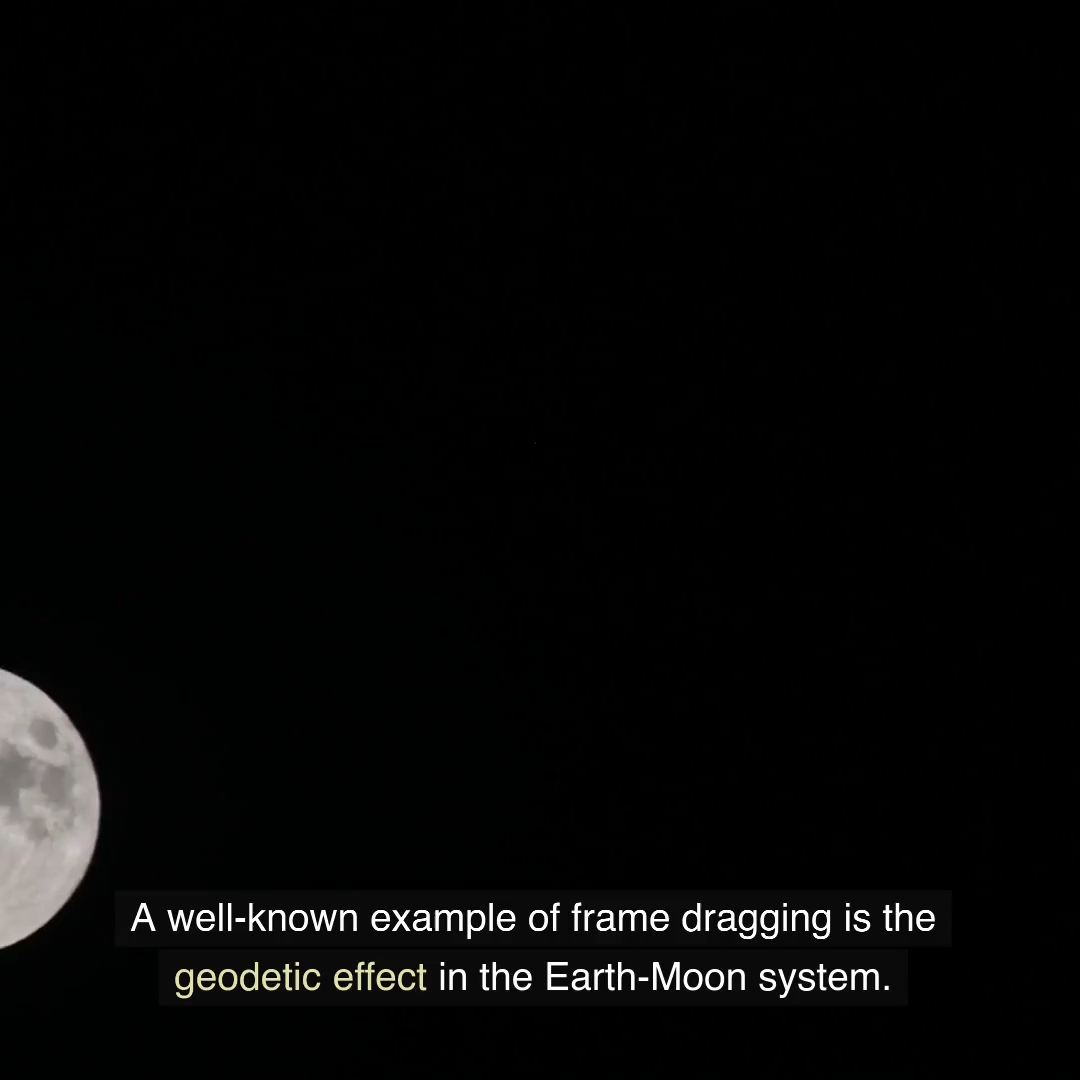 A well-known example of frame dragging is the
geodetic effect in the Earth-Moon system.